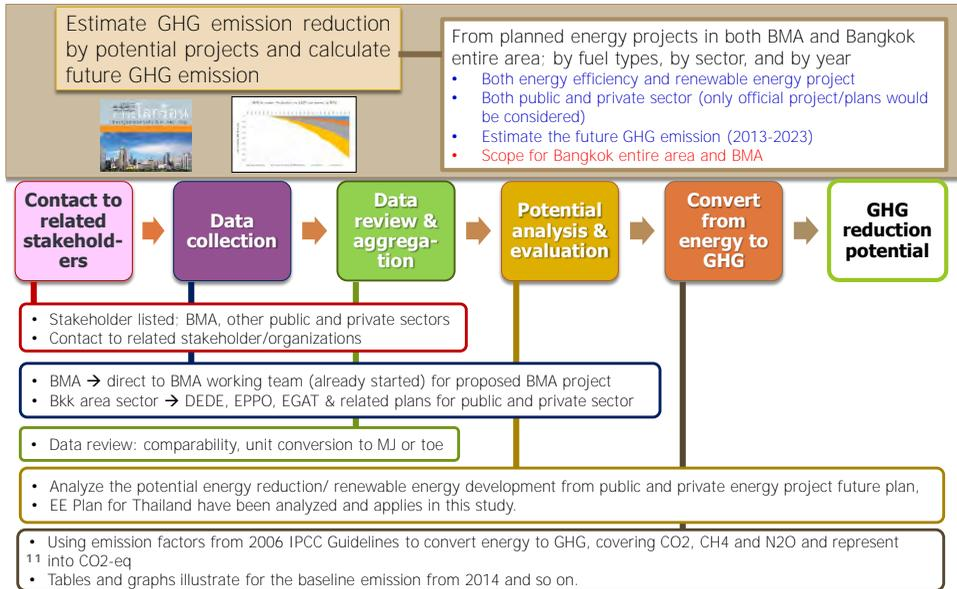 Estimate GHG emission reduction
by potential projects and calculate
future GHG emission
From planned energy projects in both BMA and Bangkok
entire area; by fuel types, by sector, and by year
• Both energy efficiency and renewable energy project
• Both public and private sector (only official project/plans would
be considered)
• Estimate the future GHG emission (2013-2023)
• Scope for Bangkok entire area and BMA
Contact to
related
stakehold-
ers
Data
collection
Data
review &
aggrega-
tion
Potential
analysis &
evaluation
Convert
from
energy to
GHG
GHG
reduction
potential
• Stakeholder listed; BMA, other public and private sectors
• Contact to related stakeholder/organizations
• BMA → direct to BMA working team (already started) for proposed BMA project
• Bkk area sector → DEDE, EPPO, EGAT & related plans for public and private sector
• Data review: comparability, unit conversion to MJ or toe
• Analyze the potential energy reduction/ renewable energy development from public and private energy project future plan,
• EE Plan for Thailand have been analyzed and applies in this study.
• Using emission factors from 2006 IPCC Guidelines to convert energy to GHG, covering CO2, CH4 and N2O and represent
11 into CO2-eq
• Tables and graphs illustrate for the baseline emission from 2014 and so on.